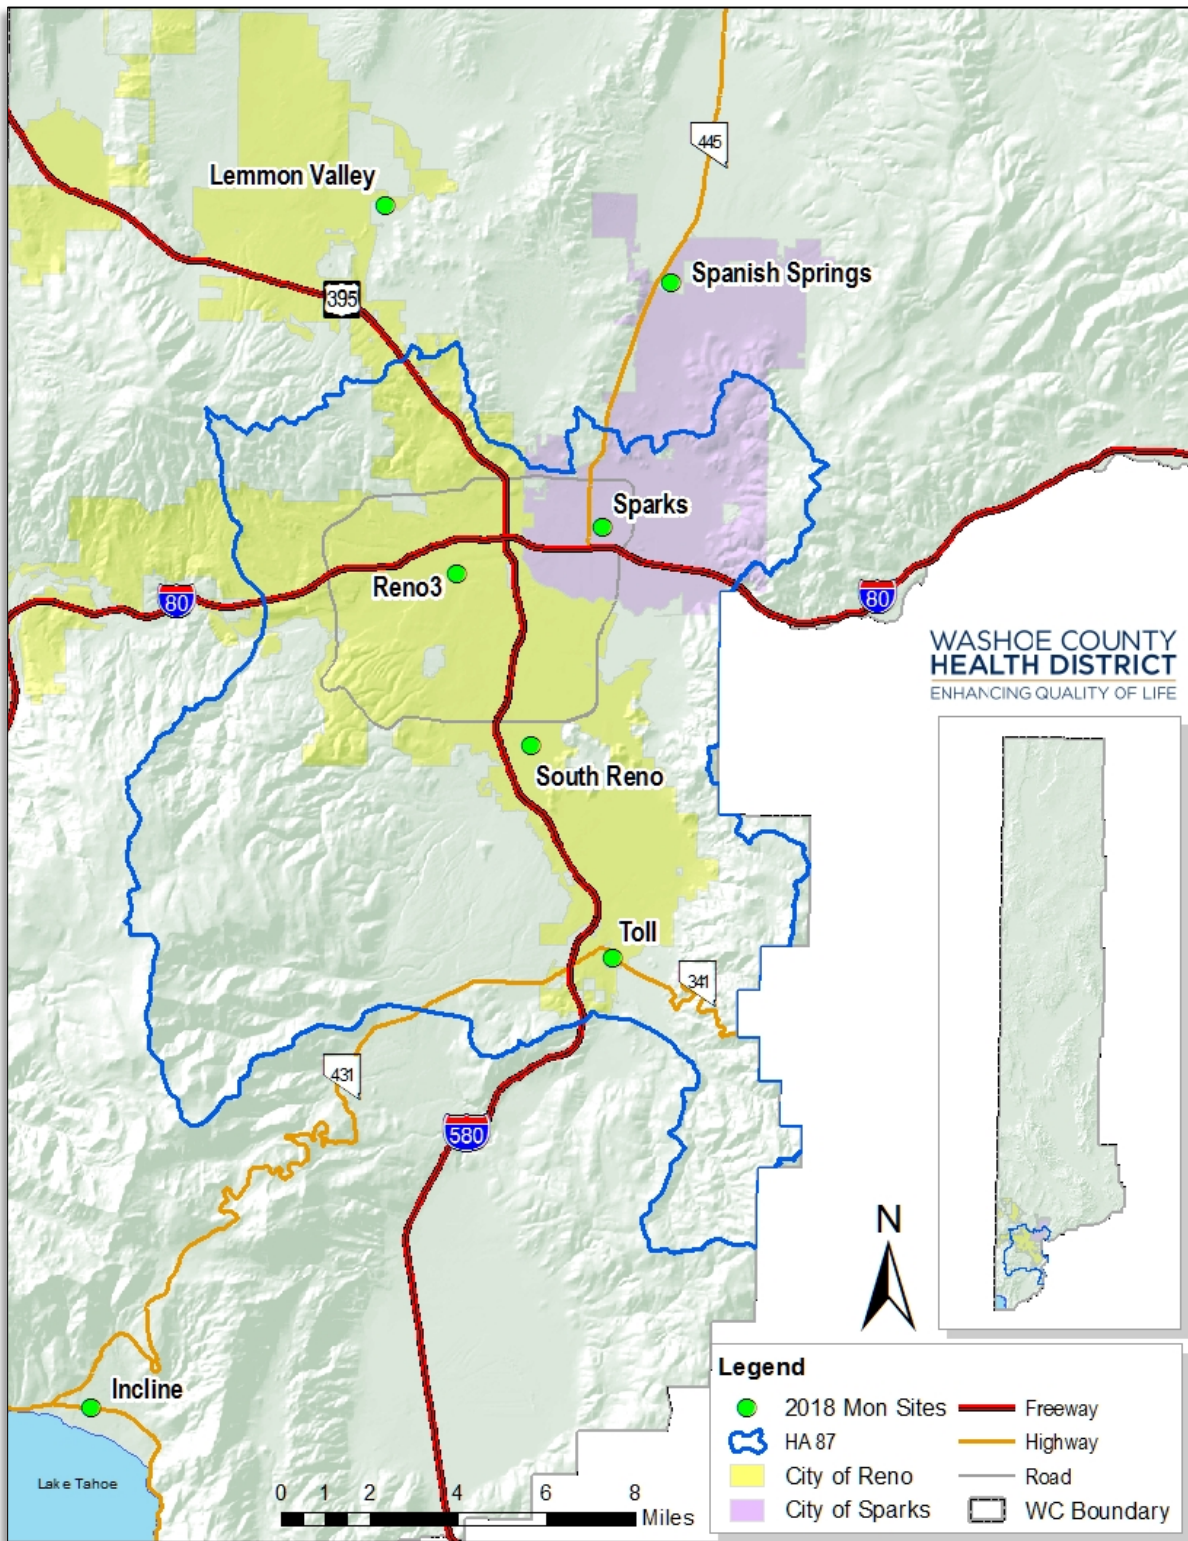 445
Lemmon Valley
Spanish Springs
395
Sparks
Reno3
80
80
WASHOE COUNTY
HEALTH DISTRICT
ENHANCING QUALITY OF LIFE
South Reno
Toll
341
431
580
N
Incline
Lake Tahoe
0 1 2 4 6 8
Miles
Legend
2018 Mon Sites
HA 87
City of Reno
City of Sparks
Freeway
Highway
Road
WC Boundary